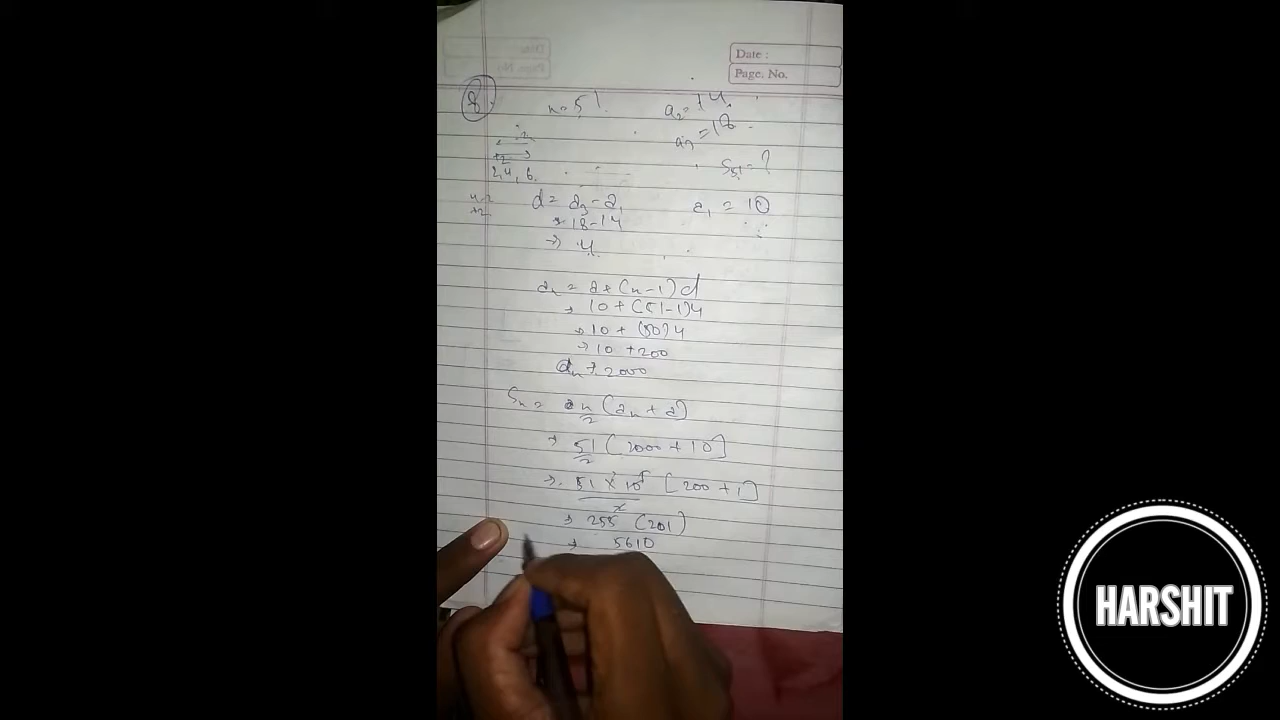 Date :
Page. No.
8
n = 51
a2 = 14
a3 = 18
S51 = ?
2, 4, 6.
d = a3 - a1
a1 = 10
18-14
→ 4
an = a+(n-1)d
→ 10 + (51-1)4
→ 10 + (50)4
→ 10 + 200
an → 2000
Sn = n/2 (an + a)
→ 51/2 [2000 + 10]
→ 51 × 10/2 [200 + 1]
→ 255 (201)
→ 5610
HARSHIT